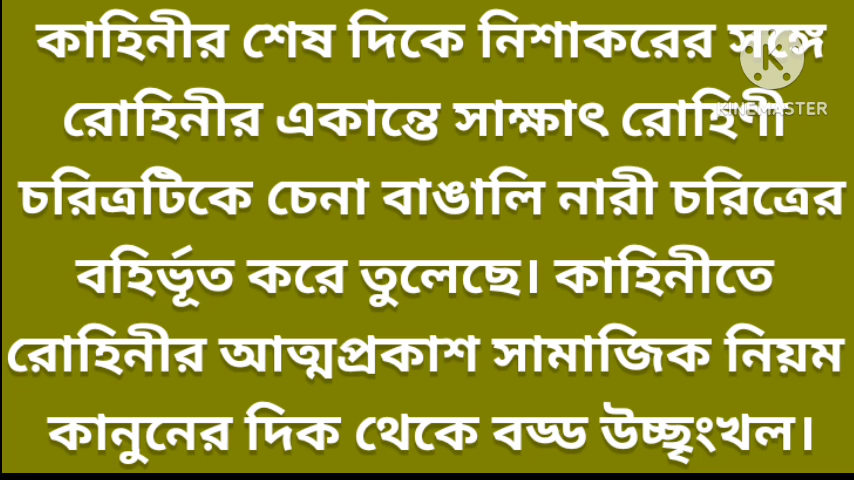 কাহিনীর শেষ দিকে নিশাকরের সঙ্গে
রোহিনীর একান্তে সাক্ষাৎ রোহিণী
চরিত্রটিকে চেনা বাঙালি নারী চরিত্রের
বহির্ভূত করে তুলেছে। কাহিনীতে
রোহিনীর আত্মপ্রকাশ সামাজিক নিয়ম
কানুনের দিক থেকে বড্ড উচ্ছৃংখল।
KINEMASTER